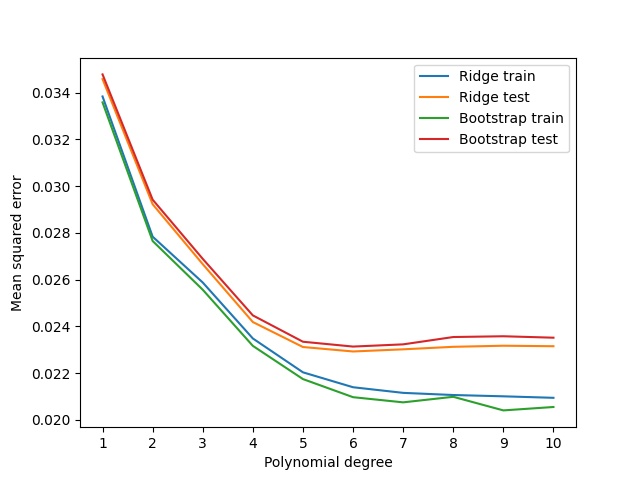 Ridge train
Ridge test
Bootstrap train
Bootstrap test
Mean squared error
0.034
0.032
0.030
0.028
0.026
0.024
0.022
0.020
1 2 3 4 5 6 7 8 9 10
Polynomial degree